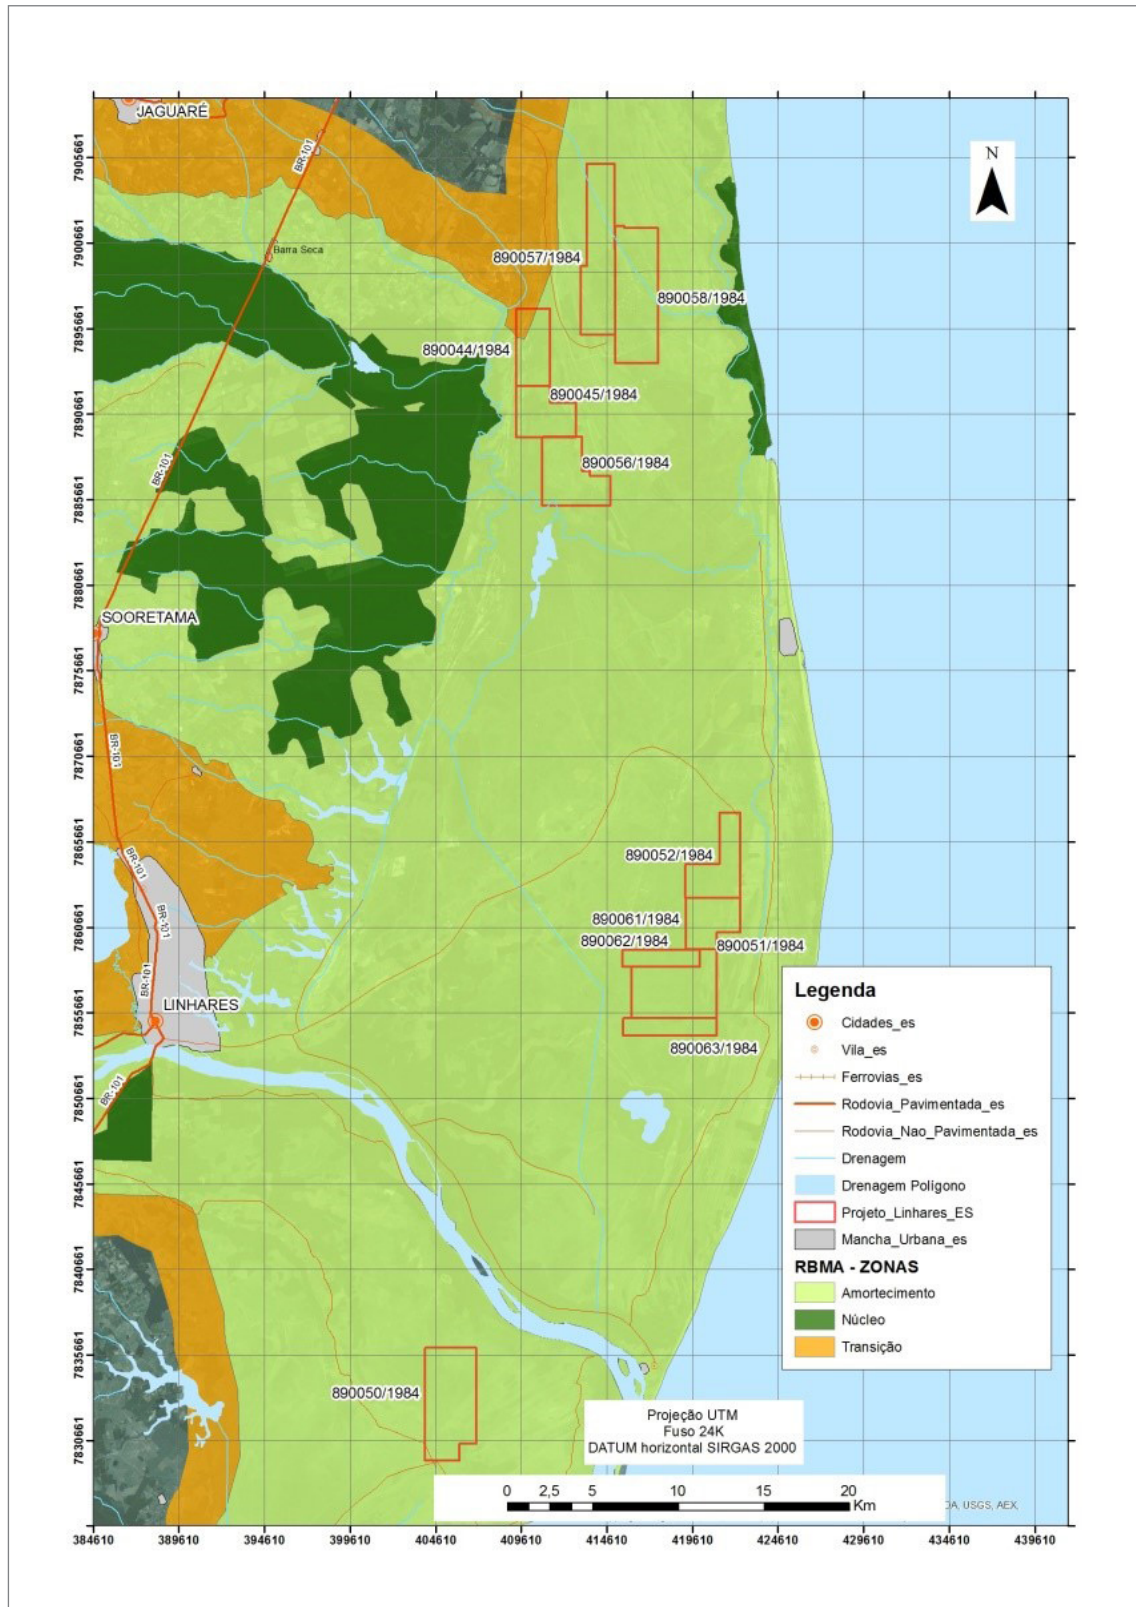 JAGUARÉ
BR-101
N
Barra Seca
890057/1984
890058/1984
890044/1984
890045/1984
890056/1984
BR-101
SOORETAMA
BR-101
BR-101
BR-101
BR-101
LINHARES
BR-101
890052/1984
890061/1984
890062/1984
890051/1984
890063/1984
890050/1984
Legenda
Cidades_es
Vila_es
Ferrovias_es
Rodovia_Pavimentada_es
Rodovia_Nao_Pavimentada_es
Drenagem
Drenagem Polígono
Projeto_Linhares_ES
Mancha_Urbana_es
RBMA - ZONAS
Amortecimento
Núcleo
Transição
Projeção UTM
Fuso 24K
DATUM horizontal SIRGAS 2000
0 2,5 5 10 15 20
Km
USGS, AEX,
7905661
7900661
7895661
7890661
7885661
7880661
7875661
7870661
7865661
7860661
7855661
7850661
7845661
7840661
7835661
7830661
384610 389610 394610 399610 404610 409610 414610 419610 424610 429610 434610 439610